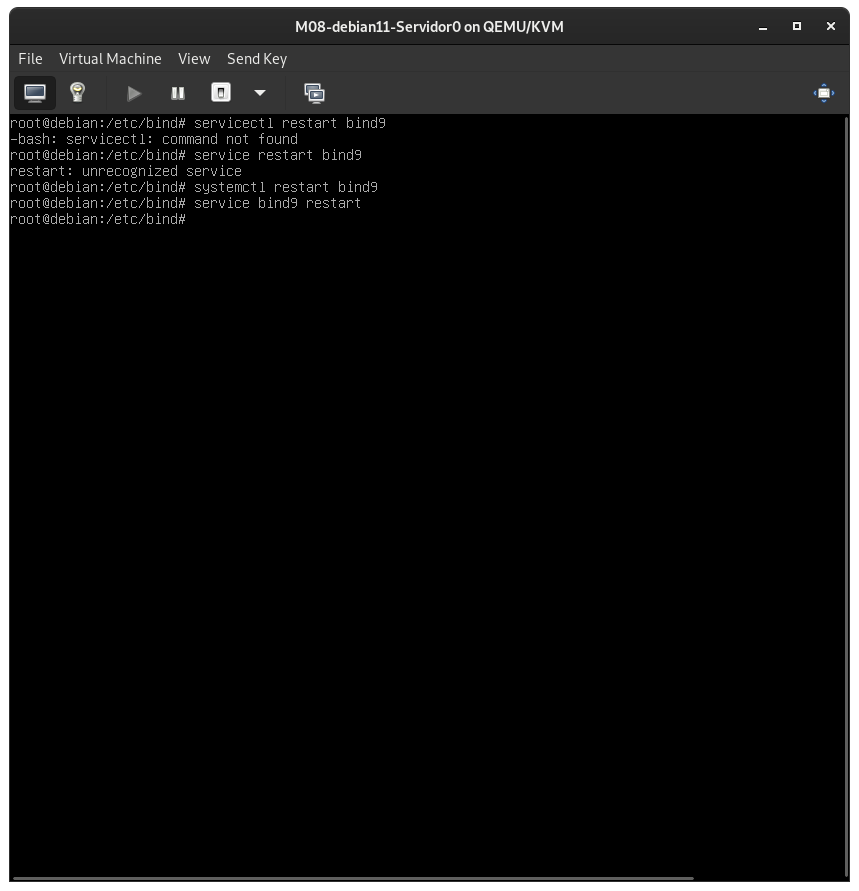 M08-debian11-Servidor0 on QEMU/KVM
File Virtual Machine View Send Key
root@debian:/etc/bind# servicectl restart bind9
-bash: servicectl: command not found
root@debian:/etc/bind# service restart bind9
restart: unrecognized service
root@debian:/etc/bind# systemctl restart bind9
root@debian:/etc/bind# service bind9 restart
root@debian:/etc/bind#